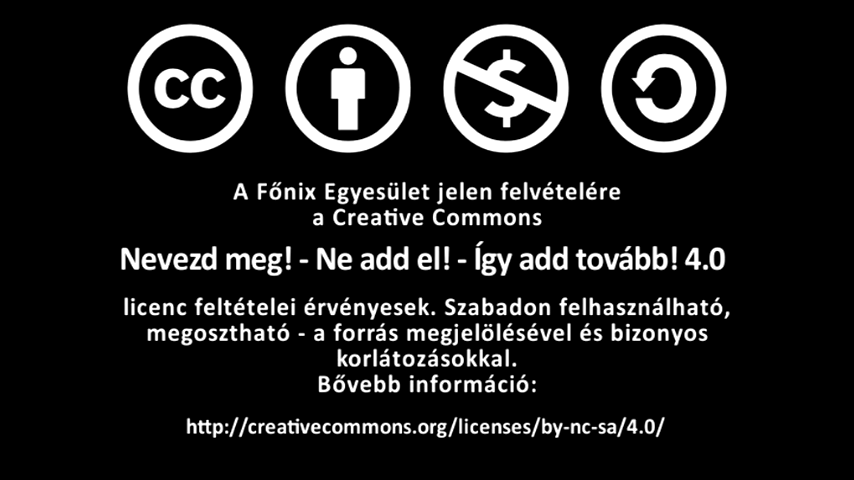 CC
$
A Főnix Egyesület jelen felvételére
a Creative Commons
Nevezd meg! - Ne add el! - Így add tovább! 4.0
licenc feltételei érvényesek. Szabadon felhasználható,
megosztható - a forrás megjelölésével és bizonyos
korlátozásokkal.
Bővebb információ:
http://creativecommons.org/licenses/by-nc-sa/4.0/